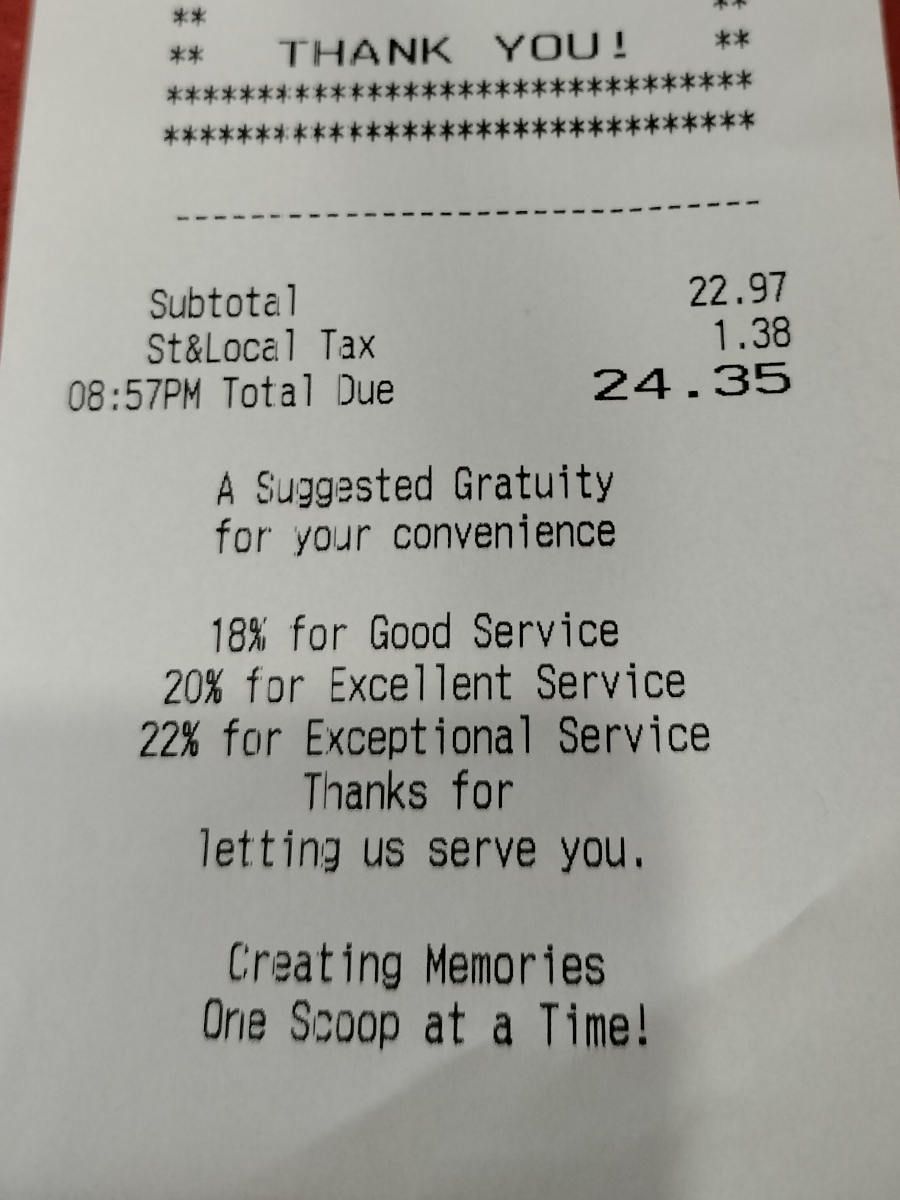 **                **
**   THANK YOU!   **
********************************
********************************
-------------------------------
Subtotal 22.97
St&Local Tax 1.38
08:57PM Total Due 24.35
A Suggested Gratuity
for your convenience
18% for Good Service
20% for Excellent Service
22% for Exceptional Service
Thanks for
letting us serve you.
Creating Memories
One Scoop at a Time!